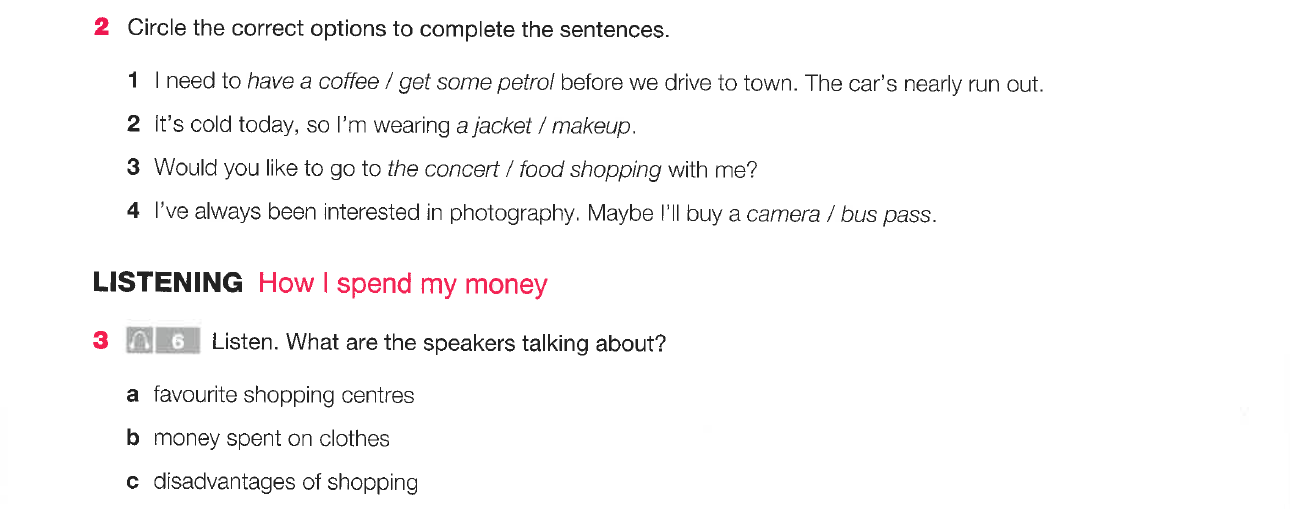 2 Circle the correct options to complete the sentences.
1 I need to have a coffee / get some petrol before we drive to town. The car's nearly run out.
2 It's cold today, so I'm wearing a jacket / makeup.
3 Would you like to go to the concert / food shopping with me?
4 I've always been interested in photography. Maybe I'll buy a camera / bus pass.
LISTENING How I spend my money
3 6 Listen. What are the speakers talking about?
a favourite shopping centres
b money spent on clothes
c disadvantages of shopping